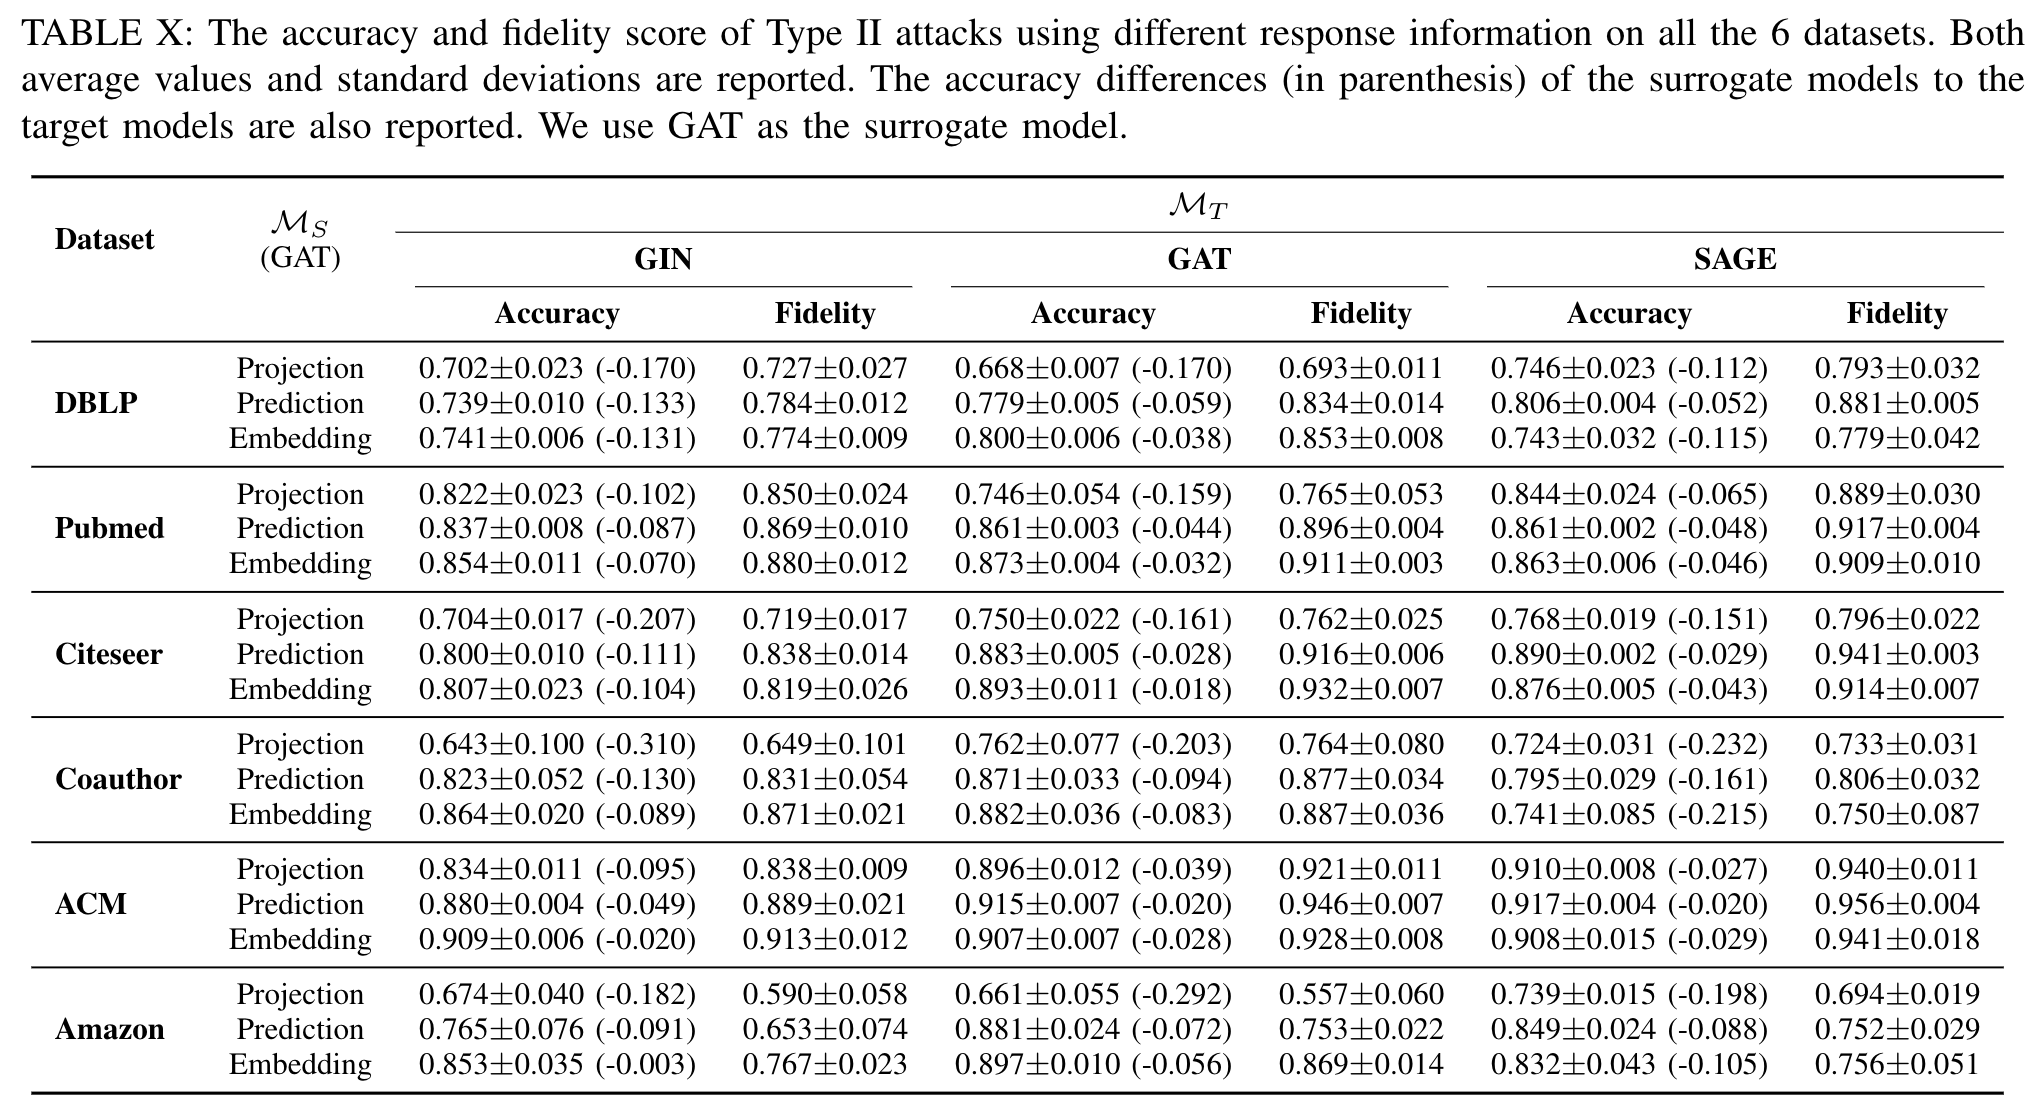 TABLE X: The accuracy and fidelity score of Type II attacks using different response information on all the 6 datasets. Both
average values and standard deviations are reported. The accuracy differences (in parenthesis) of the surrogate models to the
target models are also reported. We use GAT as the surrogate model.
Dataset M_S (GAT) M_T
GIN GAT SAGE
Accuracy Fidelity Accuracy Fidelity Accuracy Fidelity
DBLP
Projection 0.702±0.023 (-0.170) 0.727±0.027 0.668±0.007 (-0.170) 0.693±0.011 0.746±0.023 (-0.112) 0.793±0.032
Prediction 0.739±0.010 (-0.133) 0.784±0.012 0.779±0.005 (-0.059) 0.834±0.014 0.806±0.004 (-0.052) 0.881±0.005
Embedding 0.741±0.006 (-0.131) 0.774±0.009 0.800±0.006 (-0.038) 0.853±0.008 0.743±0.032 (-0.115) 0.779±0.042
Pubmed
Projection 0.822±0.023 (-0.102) 0.850±0.024 0.746±0.054 (-0.159) 0.765±0.053 0.844±0.024 (-0.065) 0.889±0.030
Prediction 0.837±0.008 (-0.087) 0.869±0.010 0.861±0.003 (-0.044) 0.896±0.004 0.861±0.002 (-0.048) 0.917±0.004
Embedding 0.854±0.011 (-0.070) 0.880±0.012 0.873±0.004 (-0.032) 0.911±0.003 0.863±0.006 (-0.046) 0.909±0.010
Citeseer
Projection 0.704±0.017 (-0.207) 0.719±0.017 0.750±0.022 (-0.161) 0.762±0.025 0.768±0.019 (-0.151) 0.796±0.022
Prediction 0.800±0.010 (-0.111) 0.838±0.014 0.883±0.005 (-0.028) 0.916±0.006 0.890±0.002 (-0.029) 0.941±0.003
Embedding 0.807±0.023 (-0.104) 0.819±0.026 0.893±0.011 (-0.018) 0.932±0.007 0.876±0.005 (-0.043) 0.914±0.007
Coauthor
Projection 0.643±0.100 (-0.310) 0.649±0.101 0.762±0.077 (-0.203) 0.764±0.080 0.724±0.031 (-0.232) 0.733±0.031
Prediction 0.823±0.052 (-0.130) 0.831±0.054 0.871±0.033 (-0.094) 0.877±0.034 0.795±0.029 (-0.161) 0.806±0.032
Embedding 0.864±0.020 (-0.089) 0.871±0.021 0.882±0.036 (-0.083) 0.887±0.036 0.741±0.085 (-0.215) 0.750±0.087
ACM
Projection 0.834±0.011 (-0.095) 0.838±0.009 0.896±0.012 (-0.039) 0.921±0.011 0.910±0.008 (-0.027) 0.940±0.011
Prediction 0.880±0.004 (-0.049) 0.889±0.021 0.915±0.007 (-0.020) 0.946±0.007 0.917±0.004 (-0.020) 0.956±0.004
Embedding 0.909±0.006 (-0.020) 0.913±0.012 0.907±0.007 (-0.028) 0.928±0.008 0.908±0.015 (-0.029) 0.941±0.018
Amazon
Projection 0.674±0.040 (-0.182) 0.590±0.058 0.661±0.055 (-0.292) 0.557±0.060 0.739±0.015 (-0.198) 0.694±0.019
Prediction 0.765±0.076 (-0.091) 0.653±0.074 0.881±0.024 (-0.072) 0.753±0.022 0.849±0.024 (-0.088) 0.752±0.029
Embedding 0.853±0.035 (-0.003) 0.767±0.023 0.897±0.010 (-0.056) 0.869±0.014 0.832±0.043 (-0.105) 0.756±0.051